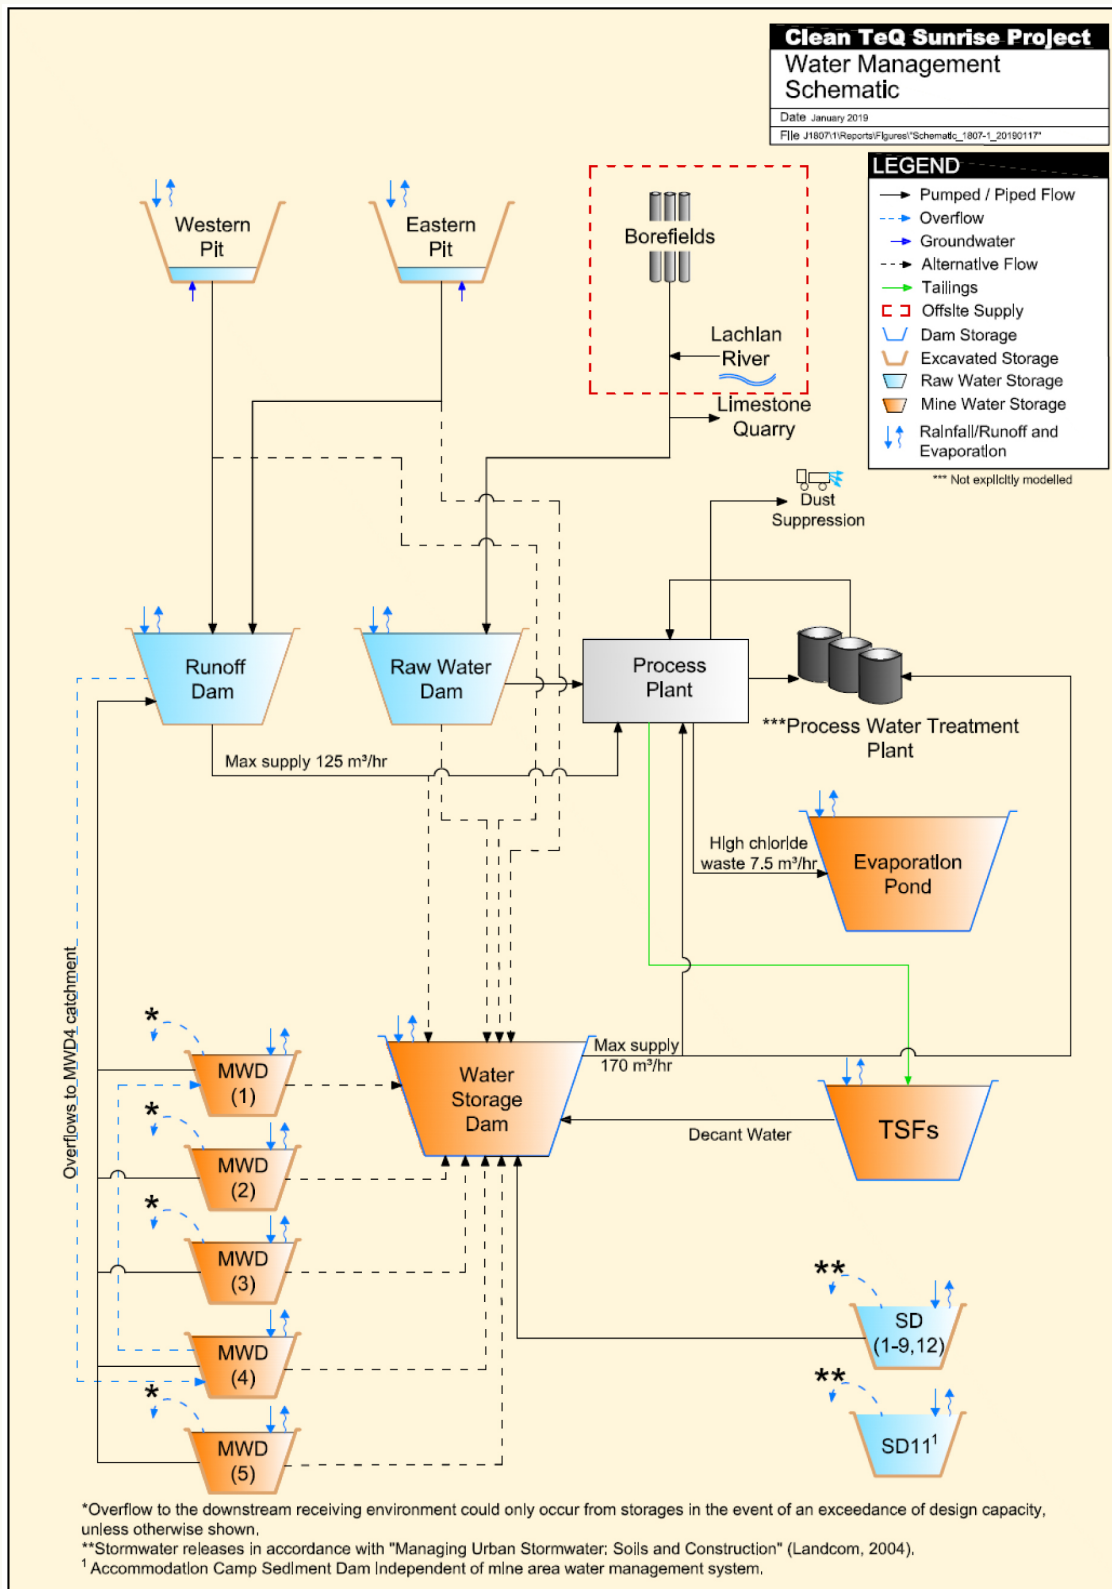 Clean TeQ Sunrise Project
Water Management
Schematic
Date January 2019
File J1807\1\Reports\Figures\"Schematic_1807-1_20190117"
LEGEND
Pumped / Piped Flow
Overflow
Groundwater
Alternative Flow
Tailings
Offsite Supply
Dam Storage
Excavated Storage
Raw Water Storage
Mine Water Storage
Rainfall/Runoff and
Evaporation
*** Not explicitly modelled
Western
Pit
Eastern
Pit
Borefields
Lachlan
River
Limestone
Quarry
Dust
Suppression
Runoff
Dam
Raw Water
Dam
Process
Plant
***Process Water Treatment
Plant
Max supply 125 m³/hr
High chloride
waste 7.5 m³/hr
Evaporation
Pond
Overflows to MWD4 catchment
Max supply
170 m³/hr
Water
Storage
Dam
Decant Water
TSFs
*
MWD
(1)
*
MWD
(2)
*
MWD
(3)
MWD
(4)
*
MWD
(5)
**
SD
(1-9,12)
**
SD11¹
*Overflow to the downstream receiving environment could only occur from storages in the event of an exceedance of design capacity,
unless otherwise shown.
**Stormwater releases in accordance with "Managing Urban Stormwater: Soils and Construction" (Landcom, 2004).
¹ Accommodation Camp Sediment Dam independent of mine area water management system.